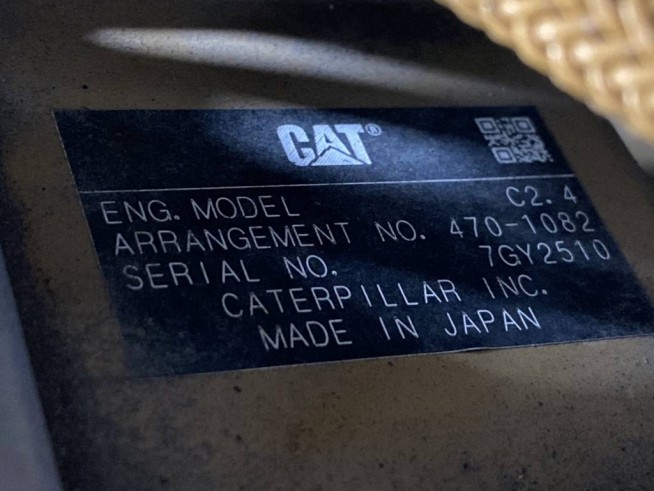 CAT®
ENG. MODEL C2.4
ARRANGEMENT NO. 470-1082
SERIAL NO. 7GY2510
CATERPILLAR INC.
MADE IN JAPAN